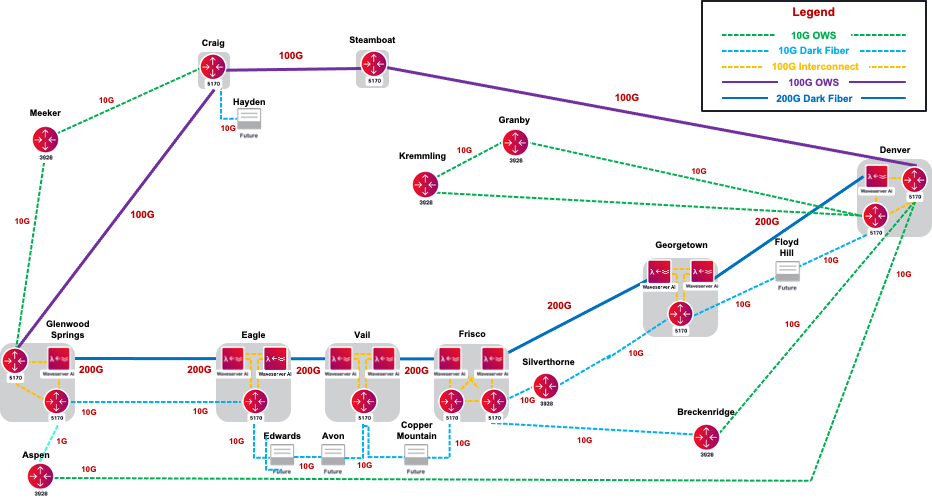 Legend
10G OWS
10G Dark Fiber
100G Interconnect
100G OWS
200G Dark Fiber
Craig
5170
100G
Steamboat
5170
100G
10G
Hayden
10G
Future
Meeker
3928
10G
100G
Granby
3928
10G
Kremmling
3928
10G
Denver
Waveserver Ai
5170
5170
200G
Floyd
Hill
Future
10G
10G
10G
10G
Georgetown
Waveserver Ai
Waveserver Ai
5170
200G
Glenwood
Springs
5170
Waveserver Ai
5170
200G
10G
1G
Aspen
3928
10G
Eagle
200G
Waveserver Ai
Waveserver Ai
5170
200G
10G
10G
Edwards
Future
10G
Avon
Future
Vail
Waveserver Ai
Waveserver Ai
5170
200G
10G
Copper
Mountain
Future
10G
Frisco
Waveserver Ai
Waveserver Ai
5170
5170
10G
Silverthorne
3928
10G
10G
Breckenridge
3928